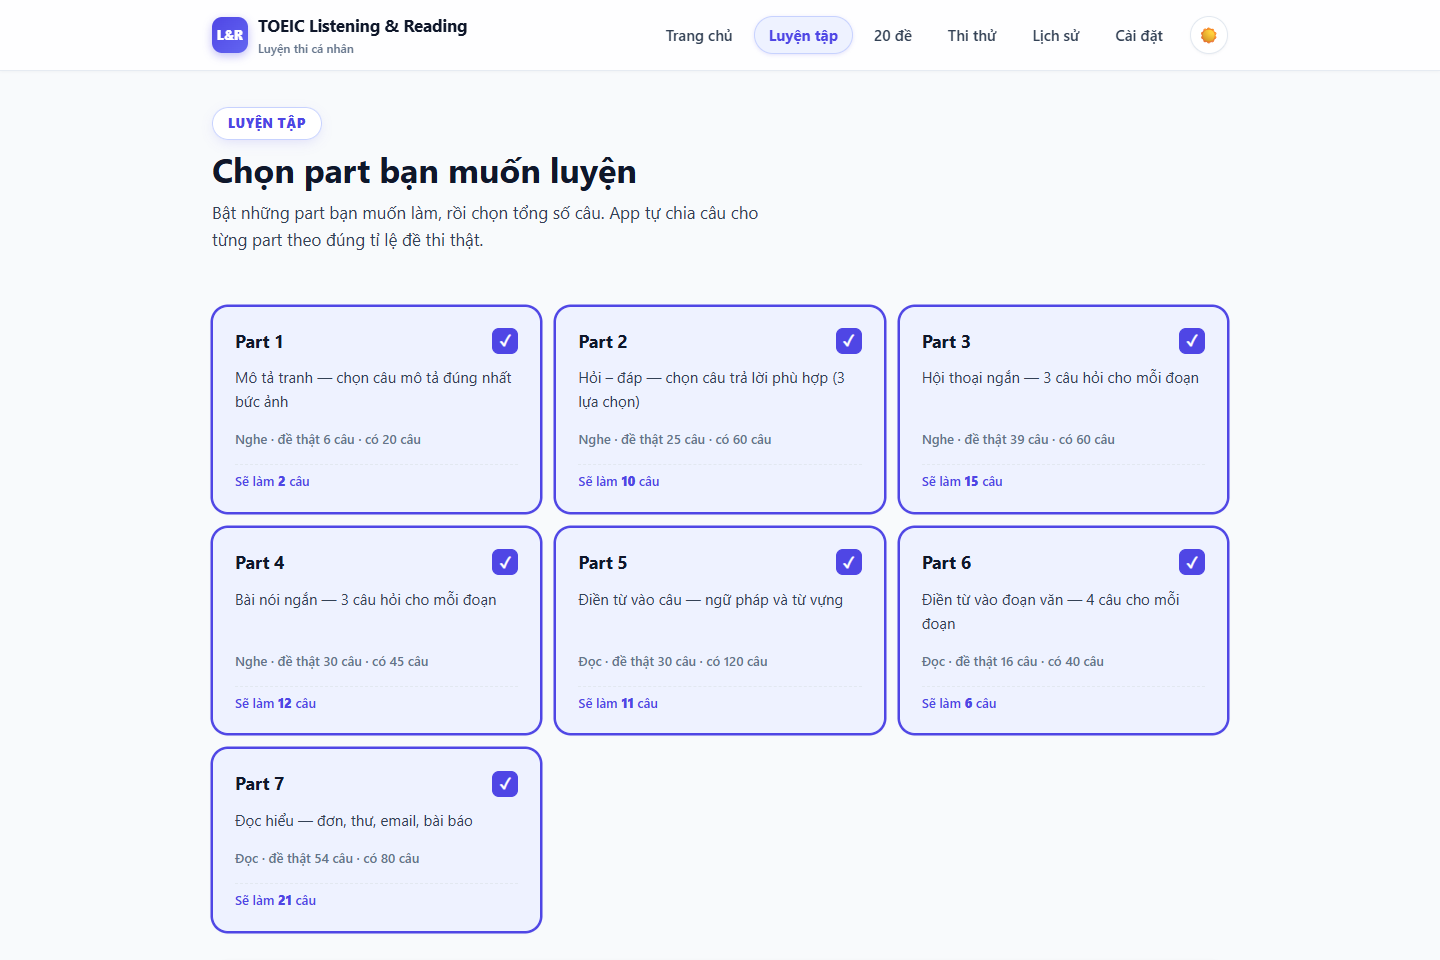 L&R
TOEIC Listening & Reading
Luyện thi cá nhân
Trang chủ
Luyện tập
20 đề
Thi thử
Lịch sử
Cài đặt
LUYỆN TẬP
Chọn part bạn muốn luyện
Bật những part bạn muốn làm, rồi chọn tổng số câu. App tự chia câu cho
từng part theo đúng tỉ lệ đề thi thật.
Part 1
Mô tả tranh — chọn câu mô tả đúng nhất
bức ảnh
Nghe · đề thật 6 câu · có 20 câu
Sẽ làm 2 câu
Part 2
Hỏi – đáp — chọn câu trả lời phù hợp (3
lựa chọn)
Nghe · đề thật 25 câu · có 60 câu
Sẽ làm 10 câu
Part 3
Hội thoại ngắn — 3 câu hỏi cho mỗi đoạn
Nghe · đề thật 39 câu · có 60 câu
Sẽ làm 15 câu
Part 4
Bài nói ngắn — 3 câu hỏi cho mỗi đoạn
Nghe · đề thật 30 câu · có 45 câu
Sẽ làm 12 câu
Part 5
Điền từ vào câu — ngữ pháp và từ vựng
Đọc · đề thật 30 câu · có 120 câu
Sẽ làm 11 câu
Part 6
Điền từ vào đoạn văn — 4 câu cho mỗi
đoạn
Đọc · đề thật 16 câu · có 40 câu
Sẽ làm 6 câu
Part 7
Đọc hiểu — đơn, thư, email, bài báo
Đọc · đề thật 54 câu · có 80 câu
Sẽ làm 21 câu